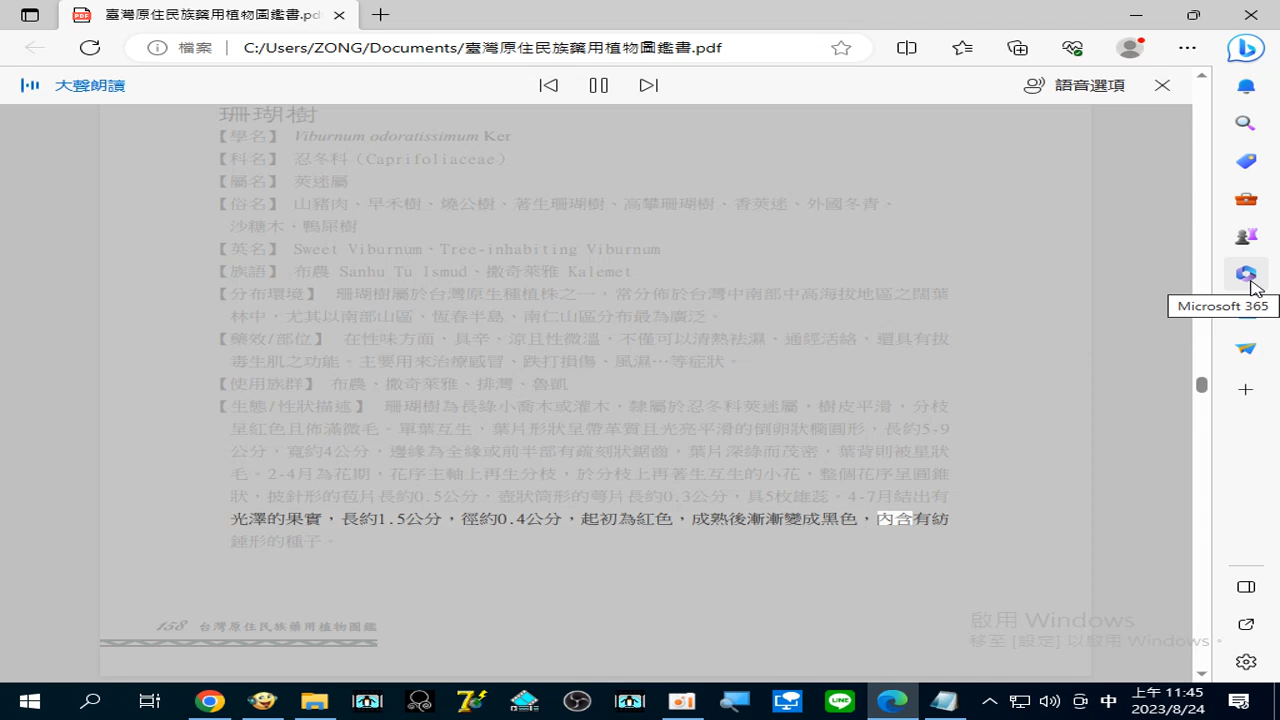 臺灣原住民族藥用植物圖鑑書.pdf
檔案
C:/Users/ZONG/Documents/臺灣原住民族藥用植物圖鑑書.pdf
大聲朗讀
語音選項
珊瑚樹
【學名】 Viburnum odoratissimum Ker
【科名】 忍冬科（Caprifoliaceae）
【屬名】 莢迷屬
【俗名】 山豬肉、早禾樹、燒公樹、著生珊瑚樹、高攀珊瑚樹、香莢迷、外國冬青。
沙糖木、鴨屎樹
【英名】 Sweet Viburnum、Tree-inhabiting Viburnum
【族語】 布農 Sanhu Tu Ismud、撒奇萊雅 Kalemet
【分布環境】 珊瑚樹屬於台灣原生種植株之一，常分佈於台灣中南部中高海拔地區之闊葉
林中，尤其以南部山區、恆春半島、南仁山區分布最為廣泛。
【藥效/部位】 在性味方面，具辛、涼且性微溫，不僅可以清熱袪濕、通經活絡，還具有拔
毒生肌之功能。主要用來治療感冒、跌打損傷、風濕…等症狀。
【使用族群】 布農、撒奇萊雅、排灣、魯凱
【生態/性狀描述】 珊瑚樹為長綠小喬木或灌木，隸屬於忍冬科莢迷屬，樹皮平滑，分枝
呈紅色且佈滿微毛。單葉互生，葉片形狀呈帶革質且光亮平滑的倒卵狀橢圓形，長約5-9
公分，寬約4公分，邊緣為全緣或前半部有疏刻狀鋸齒，葉片深綠而茂密，葉背則被星狀
毛。2-4月為花期，花序主軸上再生分枝，於分枝上再著生互生的小花，整個花序呈圓錐
狀，披針形的苞片長約0.5公分，壺狀筒形的萼片長約0.3公分，具5枚雄蕊。4-7月結出有
光澤的果實，長約1.5公分，徑約0.4公分，起初為紅色，成熟後漸漸變成黑色，內含有紡
錘形的種子。
158 台灣原住民族藥用植物圖鑑
Microsoft 365
啟用 Windows
移至 [設定] 以啟用 Windows。
LINE
中
上午 11:45
2023/8/24